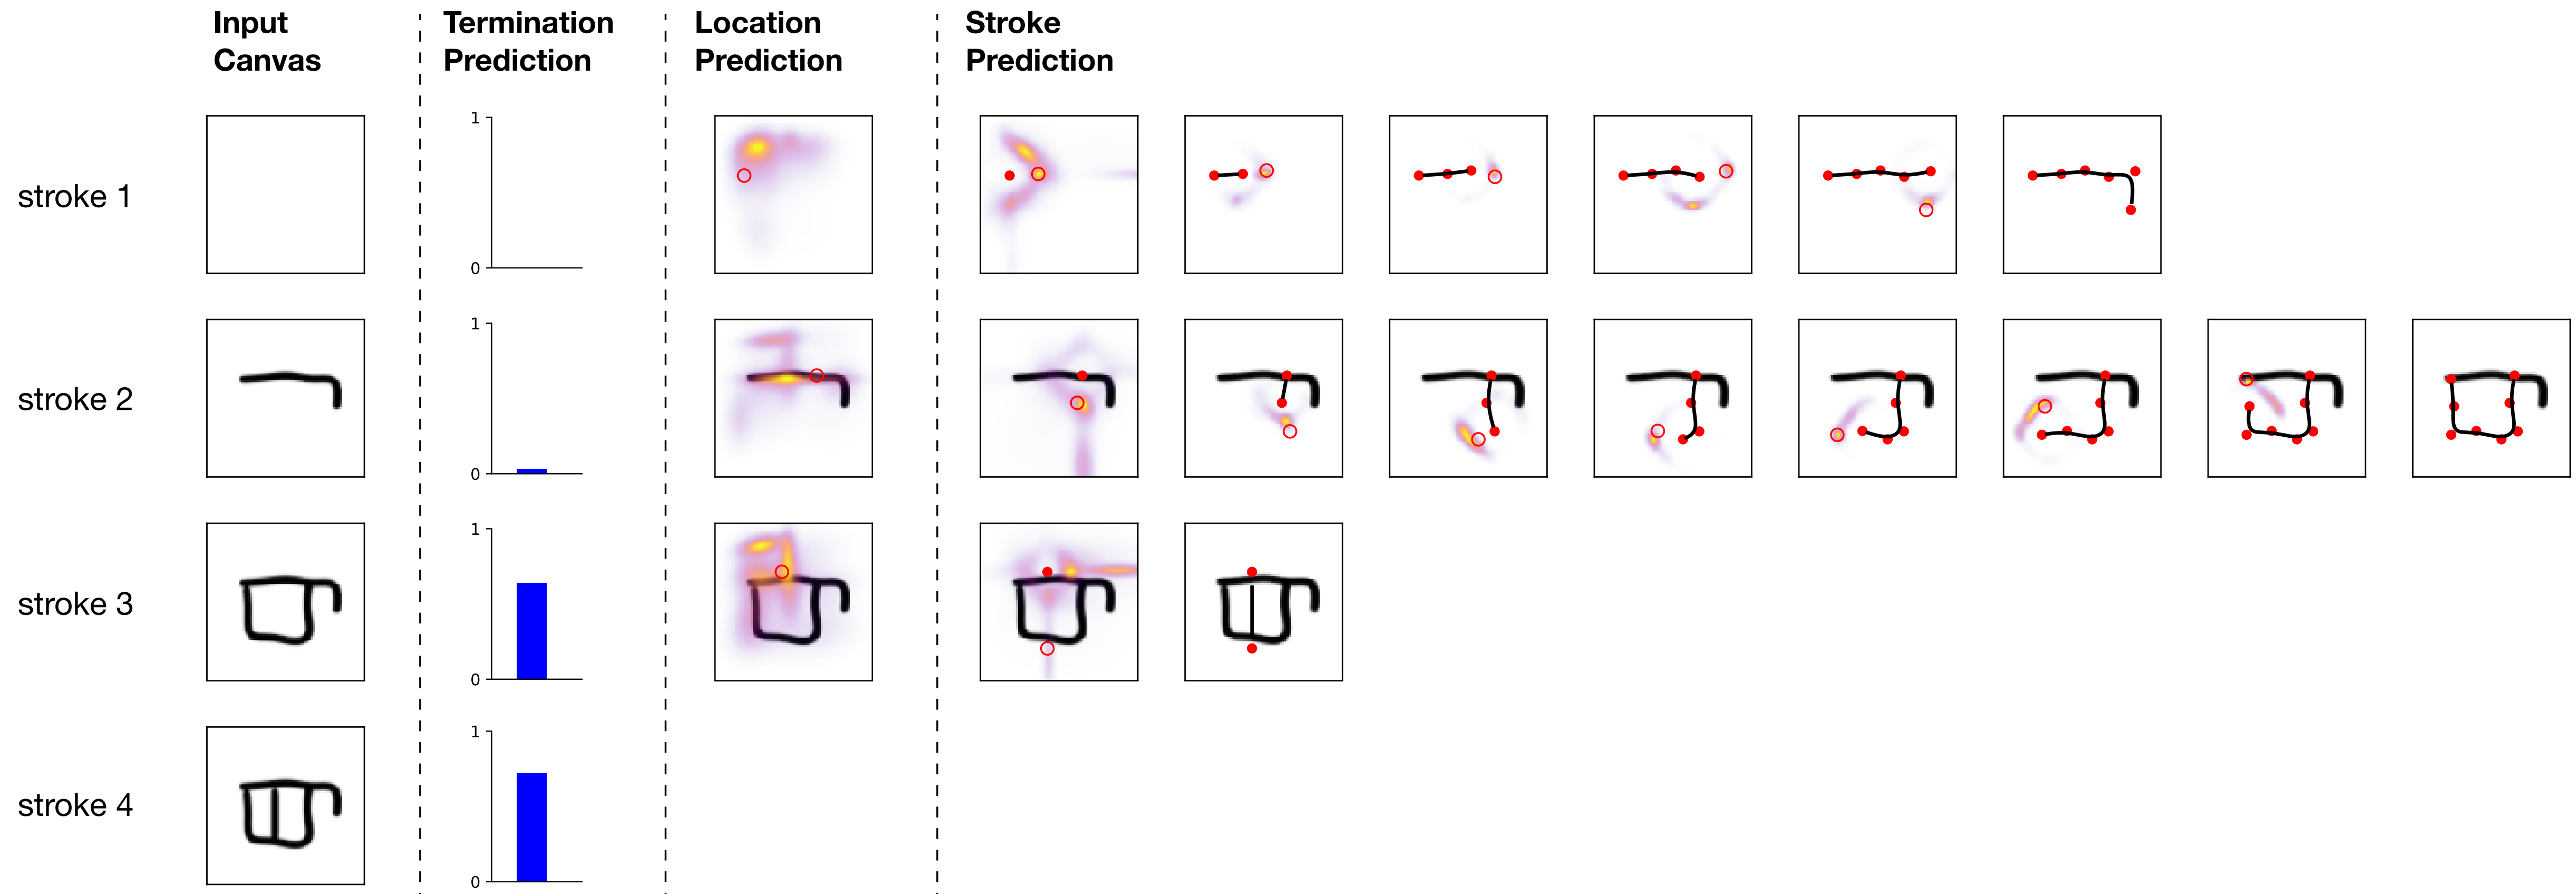 Input
Canvas
Termination
Prediction
Location
Prediction
Stroke
Prediction
stroke 1
1
0
stroke 2
1
0
stroke 3
1
0
stroke 4
1
0